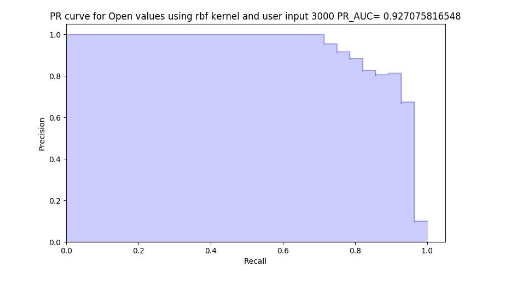 PR curve for Open values using rbf kernel and user input 3000 PR_AUC= 0.927075816548
1.0
0.8
0.6
0.4
0.2
0.0
Precision
0.0 0.2 0.4 0.6 0.8 1.0
Recall